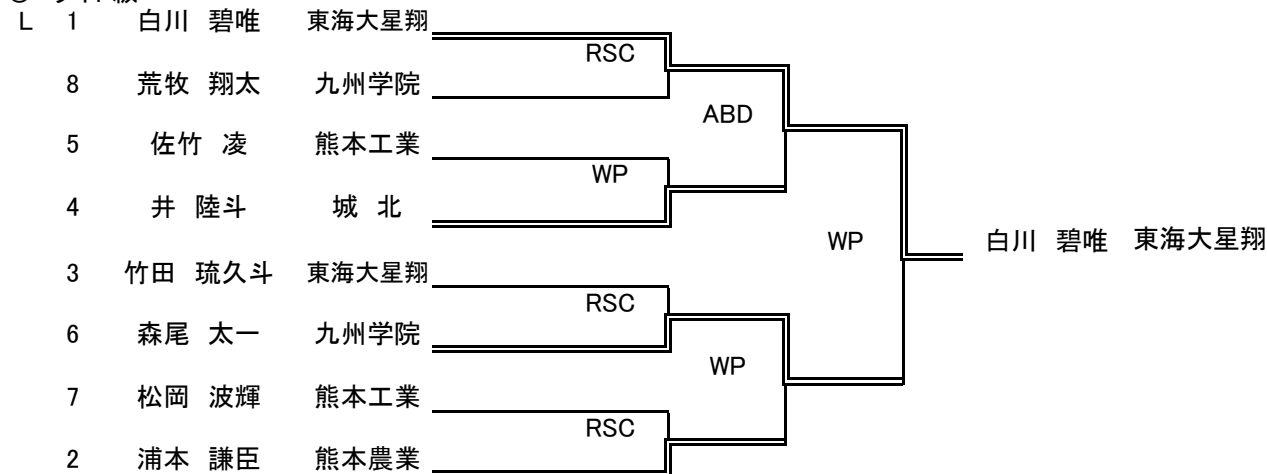 L 1 白川 碧唯 東海大星翔
RSC
8 荒牧 翔太 九州学院
ABD
5 佐竹 凌 熊本工業
WP
4 井 陸斗 城 北
WP 白川 碧唯 東海大星翔
3 竹田 琉久斗 東海大星翔
RSC
6 森尾 太一 九州学院
WP
7 松岡 波輝 熊本工業
RSC
2 浦本 謙臣 熊本農業